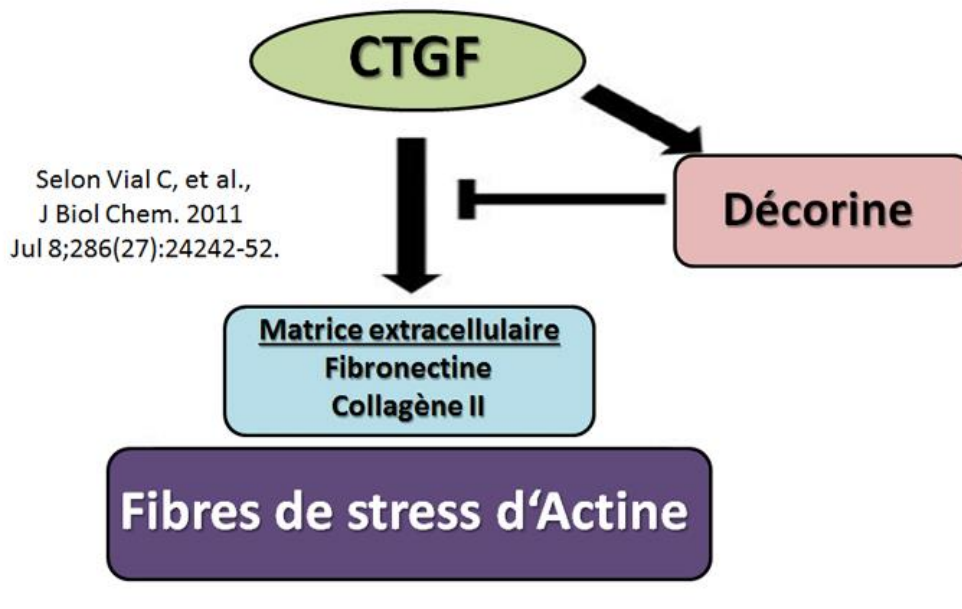 CTGF
Selon Vial C, et al.,
J Biol Chem. 2011
Jul 8;286(27):24242-52.
Décorine
Matrice extracellulaire
Fibronectine
Collagène II
Fibres de stress d‘Actine